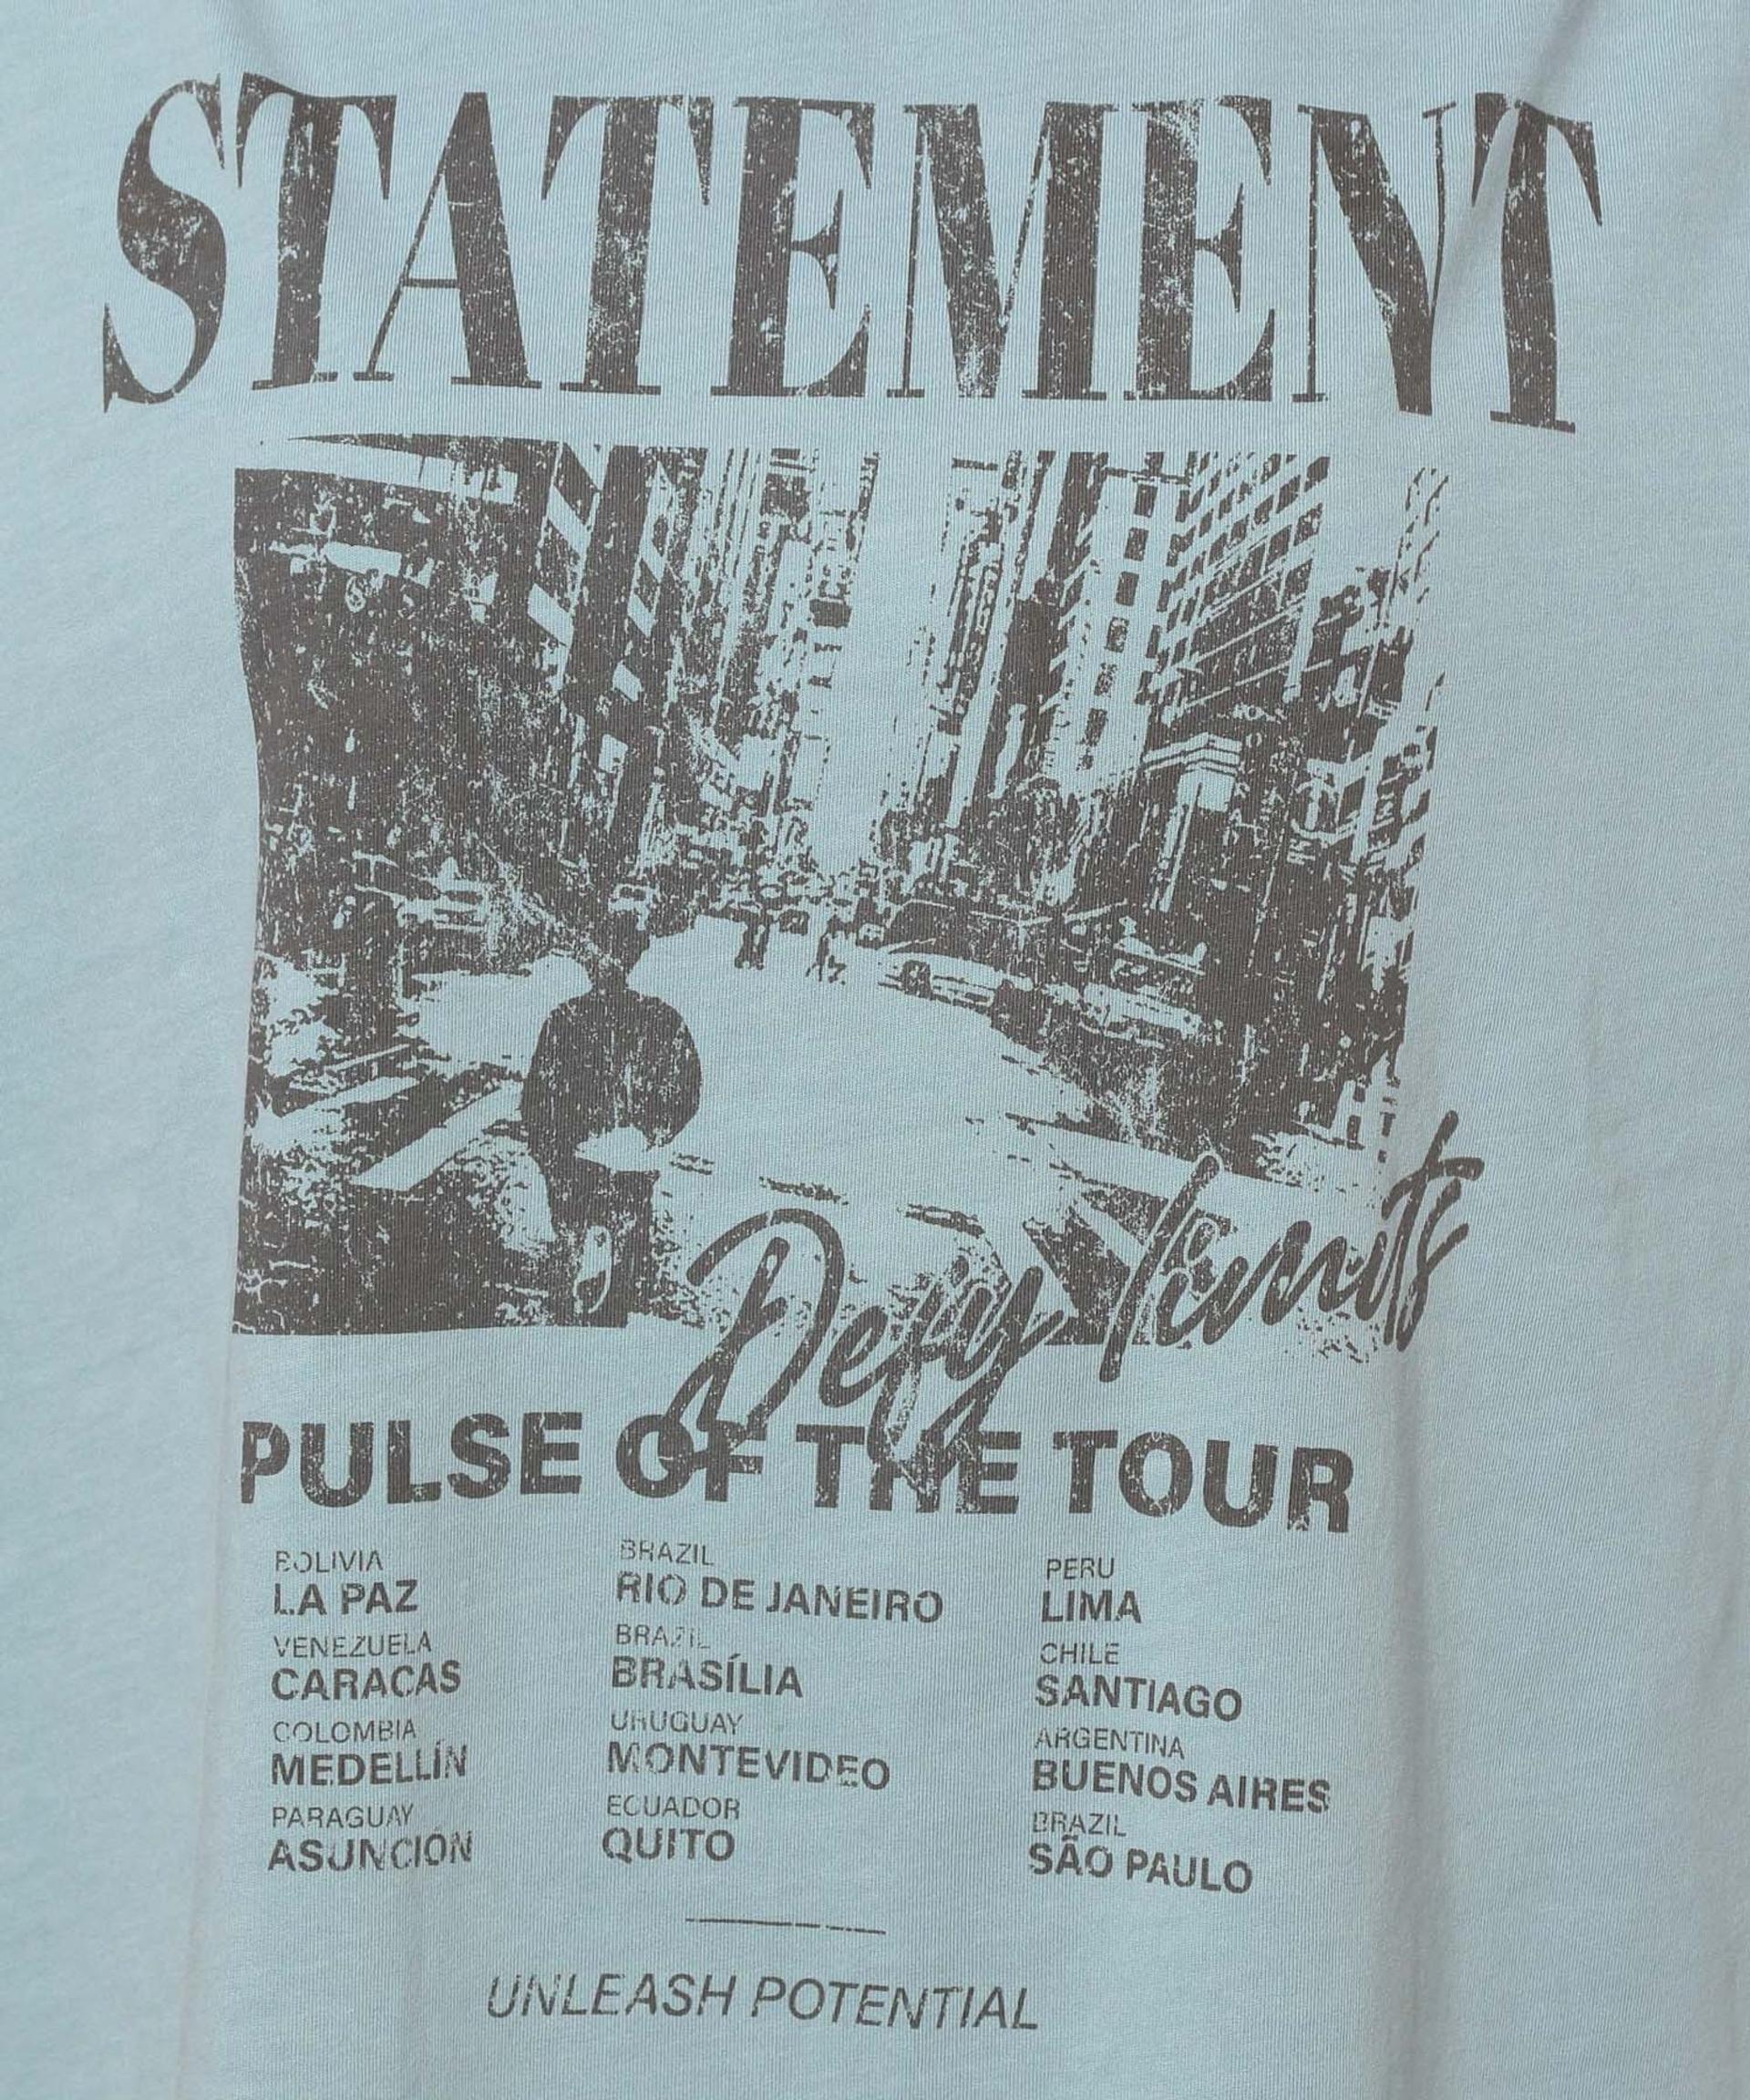 STATEMENT
Defy limits
PULSE OF THE TOUR
BOLIVIA
LA PAZ
VENEZUELA
CARACAS
COLOMBIA
MEDELLÍN
PARAGUAY
ASUNCIÓN
BRAZIL
RIO DE JANEIRO
BRAZIL
BRASÍLIA
URUGUAY
MONTEVIDEO
ECUADOR
QUITO
PERU
LIMA
CHILE
SANTIAGO
ARGENTINA
BUENOS AIRES
BRAZIL
SÃO PAULO
UNLEASH POTENTIAL